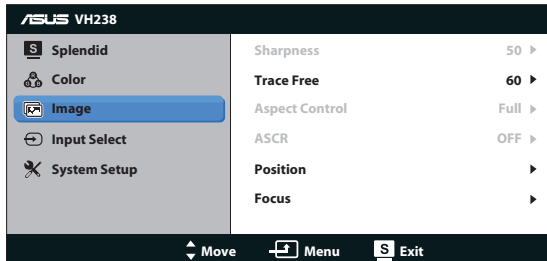 ASUS VH238
S Splendid
Color
Image
Input Select
System Setup
Sharpness 50
Trace Free 60
Aspect Control Full
ASCR OFF
Position
Focus
Move Menu S Exit